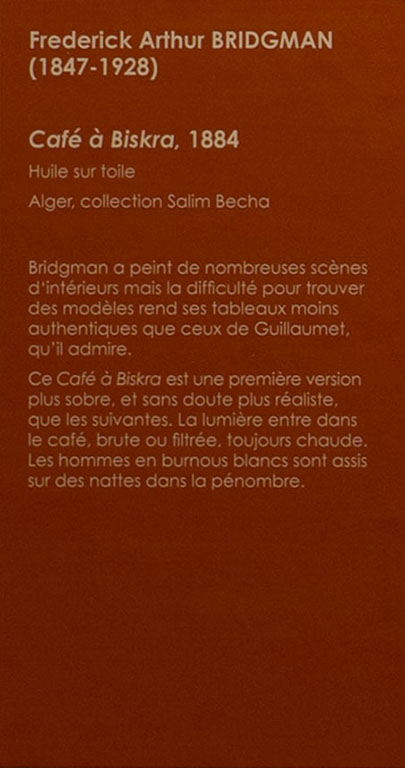 Frederick Arthur BRIDGMAN
(1847-1928)
Café à Biskra, 1884
Huile sur toile
Alger, collection Salim Becha
Bridgman a peint de nombreuses scènes
d'intérieurs mais la difficulté pour trouver
des modèles rend ses tableaux moins
authentiques que ceux de Guillaumet,
qu'il admire.
Ce Café à Biskra est une première version
plus sobre, et sans doute plus réaliste,
que les suivantes. La lumière entre dans
le café, brute ou filtrée, toujours chaude.
Les hommes en burnous blancs sont assis
sur des nattes dans la pénombre.